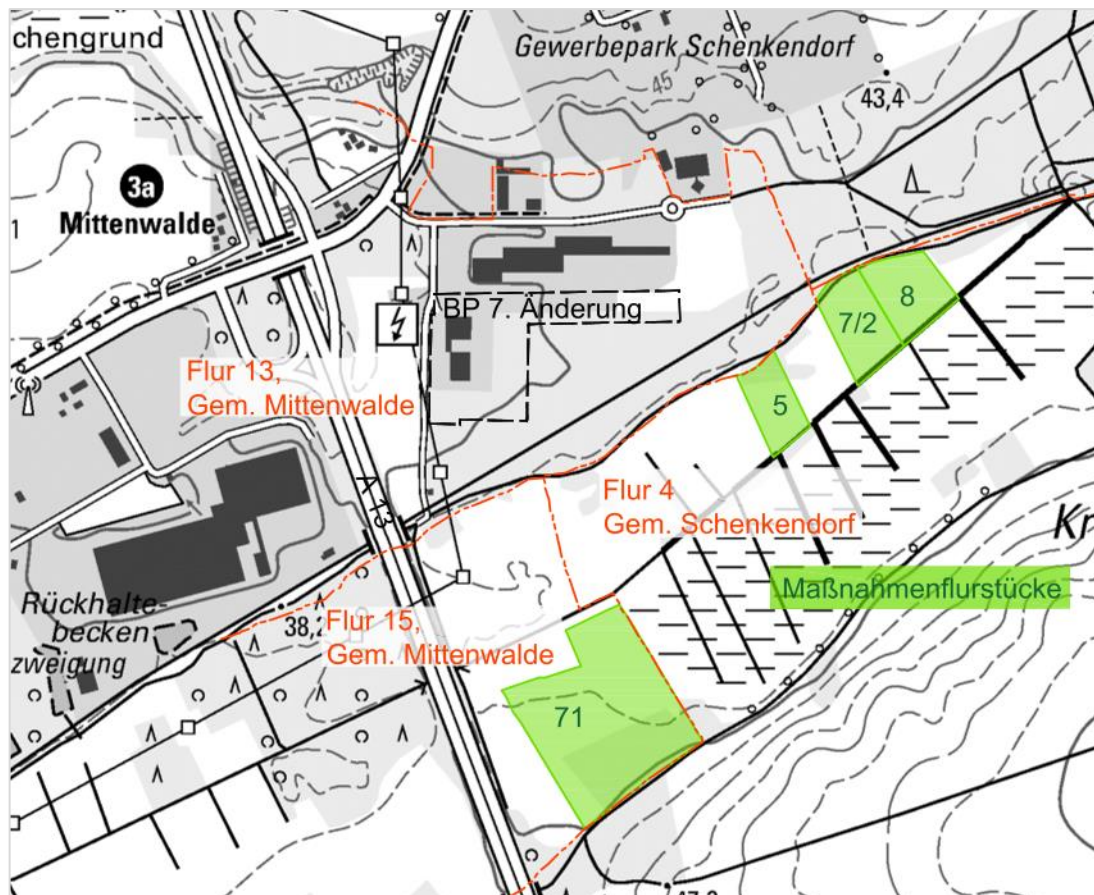 chengrund
Gewerbepark Schenkendorf
45
43,4
3a
Mittenwalde
1
BP 7. Änderung
8
7/2
Flur 13,
Gem. Mittenwalde
5
A 13
Flur 4
Gem. Schenkendorf
Kr
Maßnahmenflurstücke
Rückhalte-
becken
zweigung
38,2
Flur 15,
Gem. Mittenwalde
71